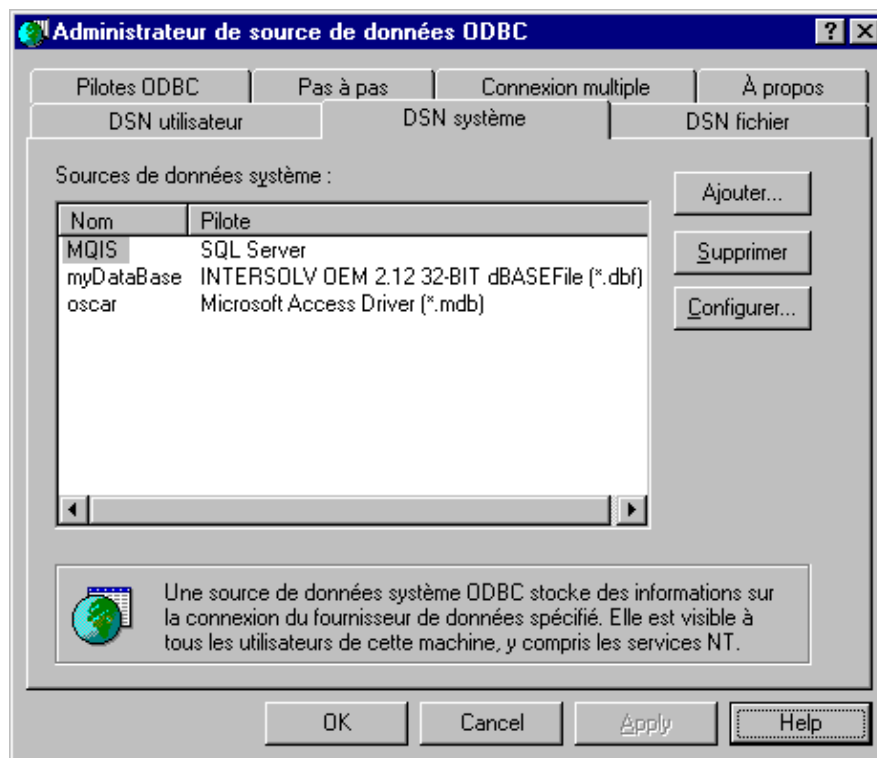 Administrateur de source de données ODBC
Pilotes ODBC
Pas à pas
Connexion multiple
À propos
DSN utilisateur
DSN système
DSN fichier
Sources de données système :
Nom
Pilote
MQIS
SQL Server
myDataBase
INTERSOLV OEM 2.12 32-BIT dBASEFile (*.dbf)
oscar
Microsoft Access Driver (*.mdb)
Ajouter...
Supprimer
Configurer...
Une source de données système ODBC stocke des informations sur
la connexion du fournisseur de données spécifié. Elle est visible à
tous les utilisateurs de cette machine, y compris les services NT.
OK
Cancel
Apply
Help